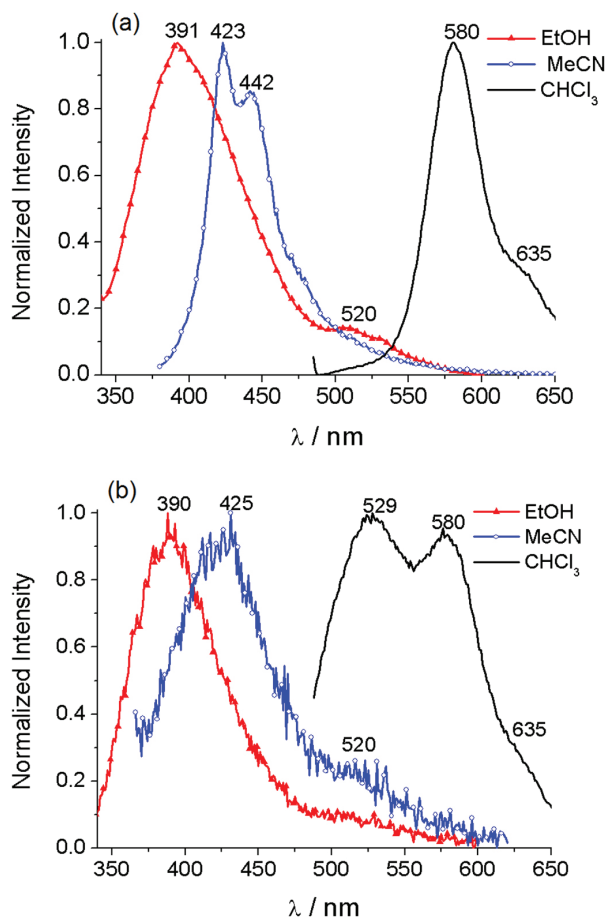 (a)
391 423
442
580
635
520
EtOH
MeCN
CHCl₃
Normalized Intensity
1.0
0.8
0.6
0.4
0.2
0.0
350 400 450 500 550 600 650
λ / nm
(b)
390 425
529
580
635
520
EtOH
MeCN
CHCl₃
Normalized Intensity
1.0
0.8
0.6
0.4
0.2
0.0
350 400 450 500 550 600 650
λ / nm